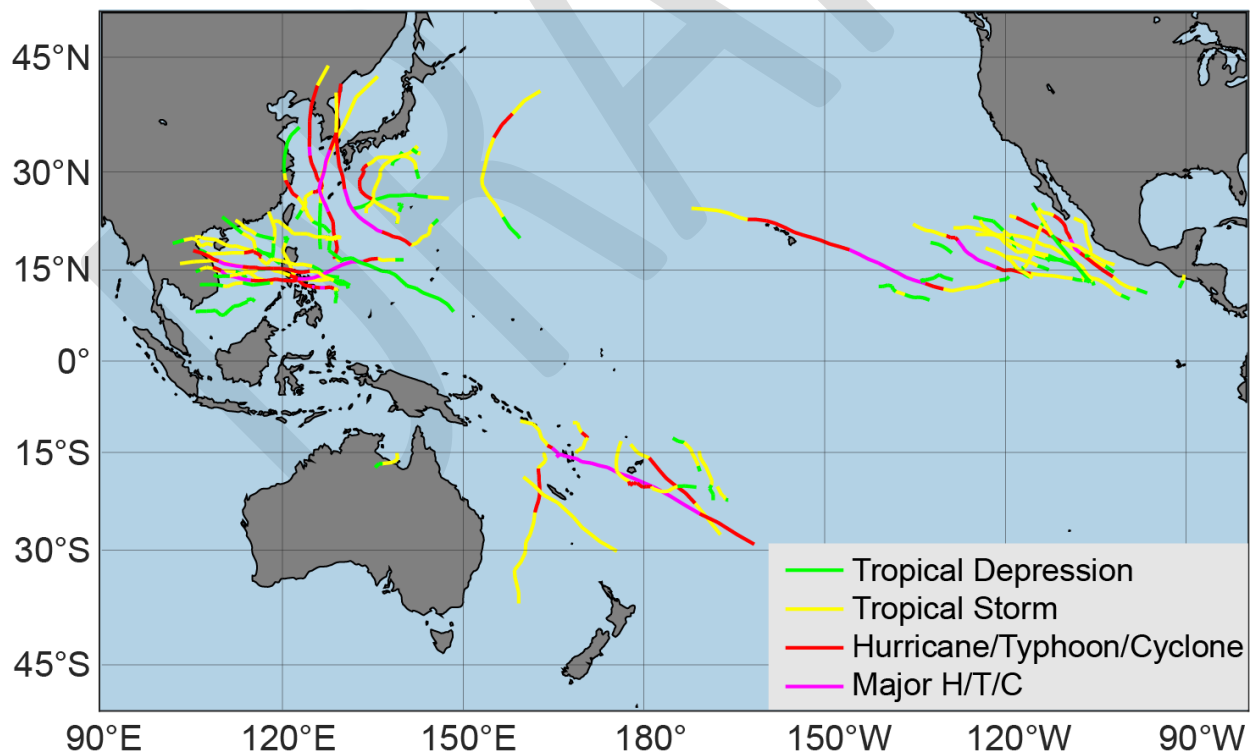 45°N
30°N
15°N
0°
15°S
30°S
45°S
90°E 120°E 150°E 180° 150°W 120°W 90°W
Tropical Depression
Tropical Storm
Hurricane/Typhoon/Cyclone
Major H/T/C